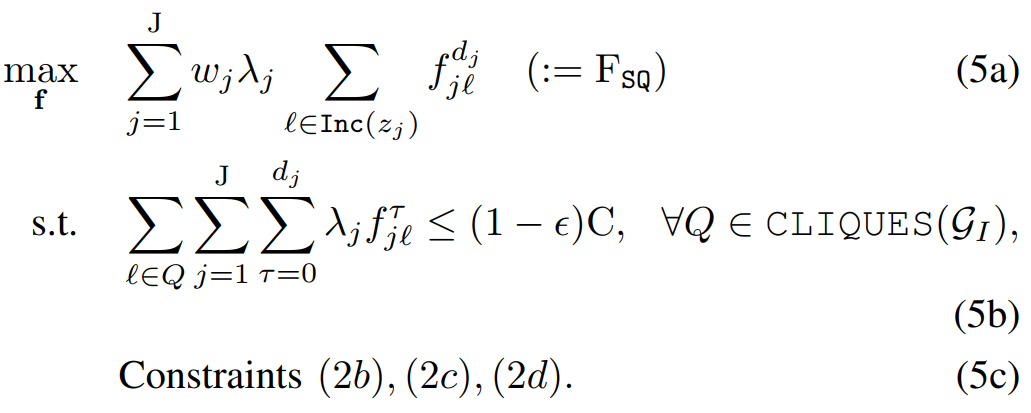 max_f ∑_{j=1}^{J} w_j λ_j ∑_{ℓ∈Inc(z_j)} f_{jℓ}^{d_j} (:= F_SQ) (5a)
s.t. ∑_{ℓ∈Q} ∑_{j=1}^{J} ∑_{τ=0}^{d_j} λ_j f_{jℓ}^{τ} ≤ (1 − ϵ)C, ∀Q ∈ CLIQUES(𝒢_I),
(5b)
Constraints (2b), (2c), (2d). (5c)